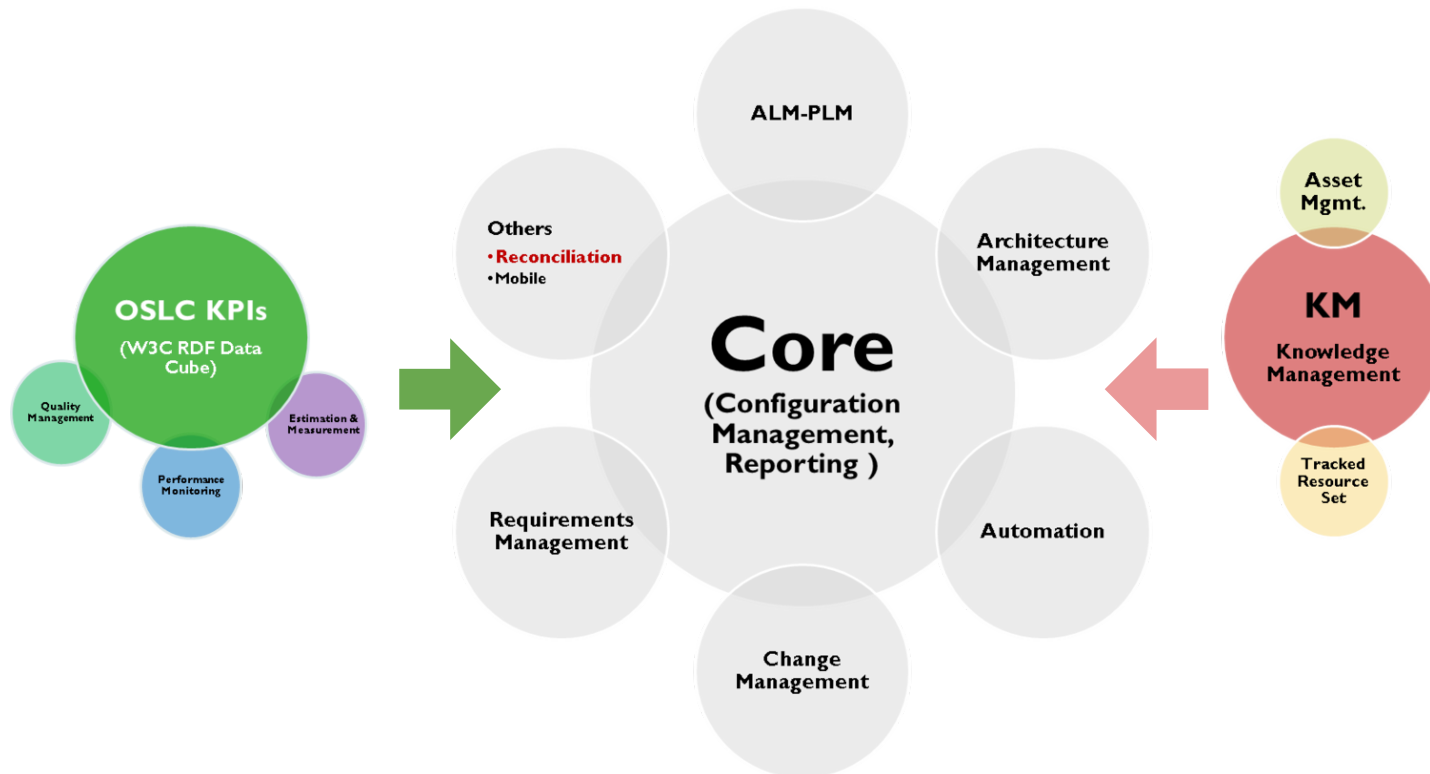 ALM-PLM
Others
•Reconciliation
•Mobile
Architecture
Management
Core
(Configuration
Management,
Reporting )
Requirements
Management
Automation
Change
Management
OSLC KPIs
(W3C RDF Data
Cube)
Quality
Management
Performance
Monitoring
Estimation &
Measurement
Asset
Mgmt.
KM
Knowledge
Management
Tracked
Resource
Set